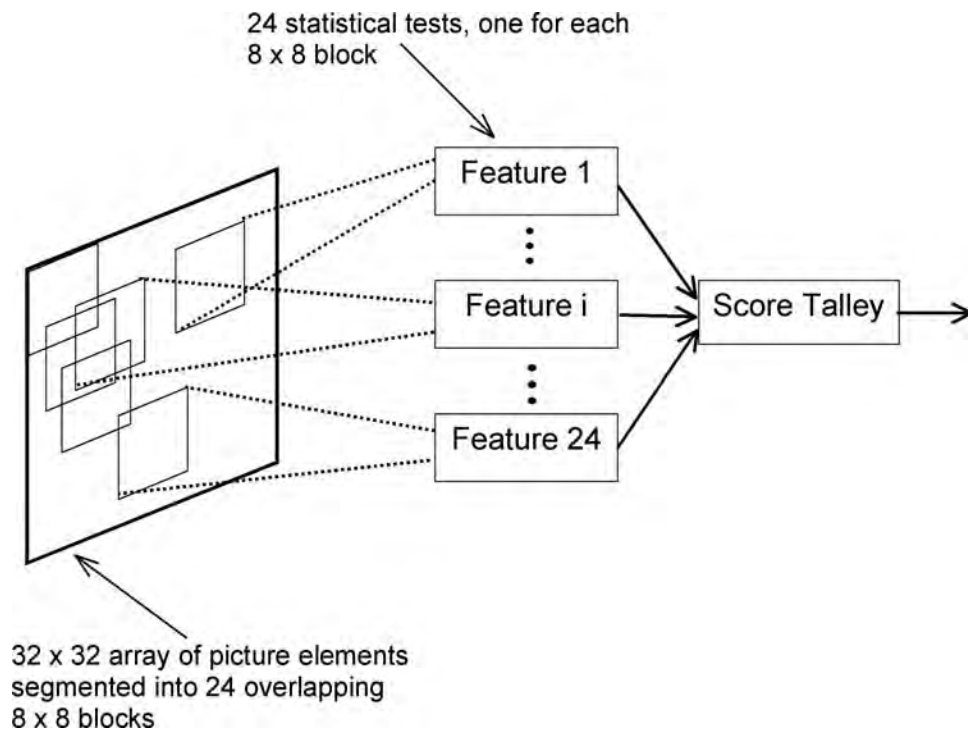 24 statistical tests, one for each
8 x 8 block
Feature 1
Feature i
Score Talley
Feature 24
32 x 32 array of picture elements
segmented into 24 overlapping
8 x 8 blocks